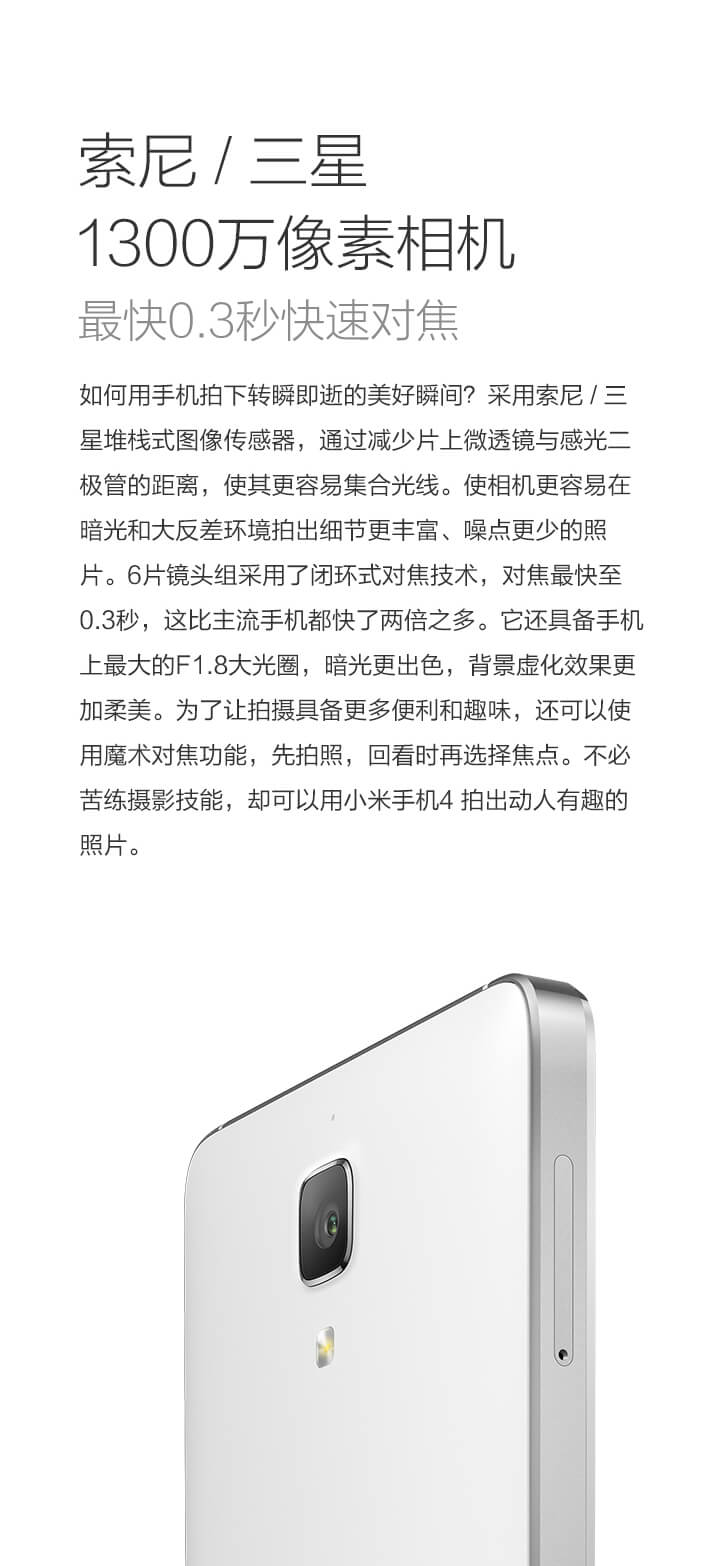 索尼 / 三星
1300万像素相机
最快0.3秒快速对焦
如何用手机拍下转瞬即逝的美好瞬间？采用索尼 / 三
星堆栈式图像传感器，通过减少片上微透镜与感光二
极管的距离，使其更容易集合光线。使相机更容易在
暗光和大反差环境拍出细节更丰富、噪点更少的照
片。6片镜头组采用了闭环式对焦技术，对焦最快至
0.3秒，这比主流手机都快了两倍之多。它还具备手机
上最大的F1.8大光圈，暗光更出色，背景虚化效果更
加柔美。为了让拍摄具备更多便利和趣味，还可以使
用魔术对焦功能，先拍照，回看时再选择焦点。不必
苦练摄影技能，却可以用小米手机4 拍出动人有趣的
照片。